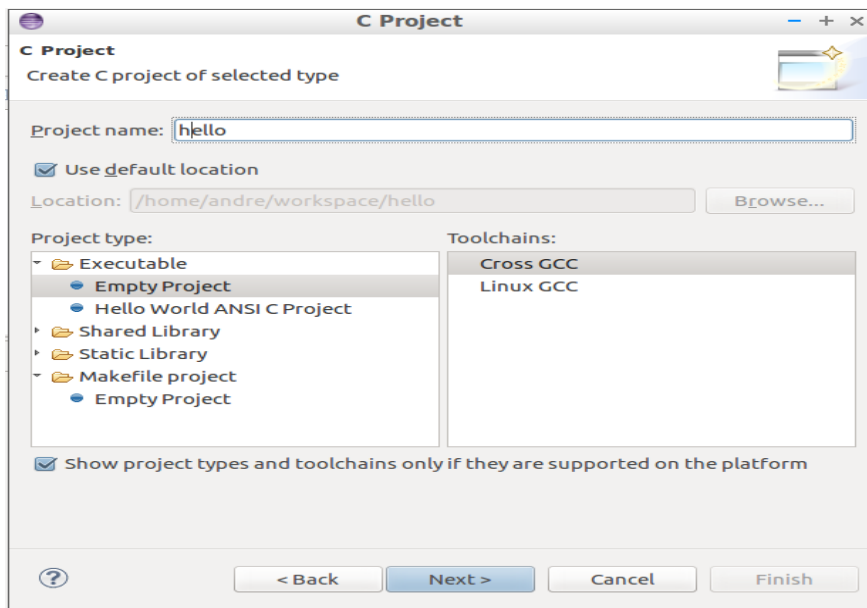 C Project
C Project
Create C project of selected type
Project name: hello
Use default location
Location: /home/andre/workspace/hello Browse...
Project type: Toolchains:
Executable Cross GCC
Empty Project Linux GCC
Hello World ANSI C Project
Shared Library
Static Library
Makefile project
Empty Project
Show project types and toolchains only if they are supported on the platform
? < Back Next > Cancel Finish